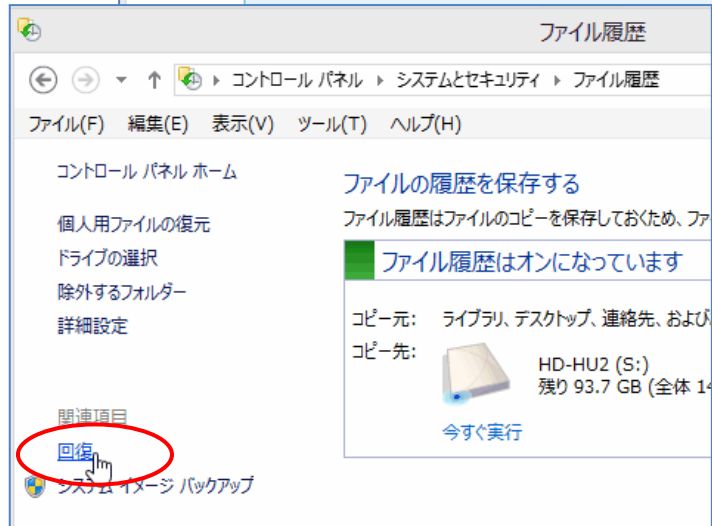 ファイル履歴
コントロール パネル ▸ システムとセキュリティ ▸ ファイル履歴
ファイル(F) 編集(E) 表示(V) ツール(T) ヘルプ(H)
コントロール パネル ホーム
個人用ファイルの復元
ドライブの選択
除外するフォルダー
詳細設定
関連項目
回復
システム イメージ バックアップ
ファイルの履歴を保存する
ファイル履歴はファイルのコピーを保存しておくため、ファ
ファイル履歴はオンになっています
コピー元: ライブラリ、デスクトップ、連絡先、および
コピー先:
HD-HU2 (S:)
残り 93.7 GB (全体 14
今すぐ実行